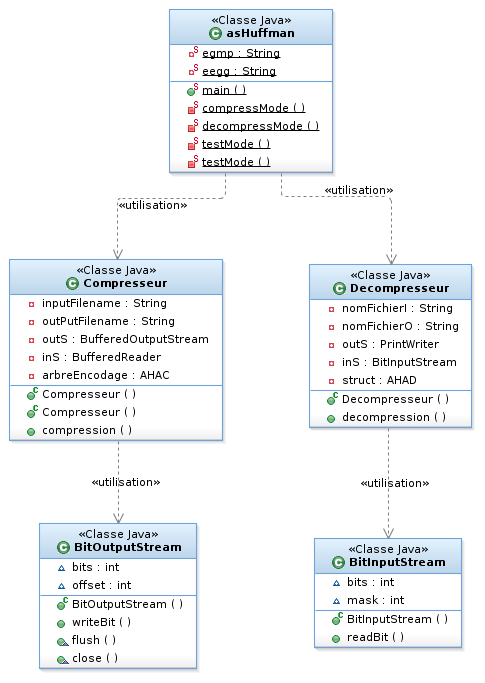 «Classe Java»
asHuffman
egmp : String
eegg : String
main ( )
compressMode ( )
decompressMode ( )
testMode ( )
testMode ( )
«utilisation»
«utilisation»
«Classe Java»
Compresseur
inputFilename : String
outPutFilename : String
outS : BufferedOutputStream
inS : BufferedReader
arbreEncodage : AHAC
Compresseur ( )
Compresseur ( )
compression ( )
«Classe Java»
Decompresseur
nomFichierI : String
nomFichierO : String
outS : PrintWriter
inS : BitInputStream
struct : AHAD
Decompresseur ( )
decompression ( )
«utilisation»
«utilisation»
«Classe Java»
BitOutputStream
bits : int
offset : int
BitOutputStream ( )
writeBit ( )
flush ( )
close ( )
«Classe Java»
BitInputStream
bits : int
mask : int
BitInputStream ( )
readBit ( )